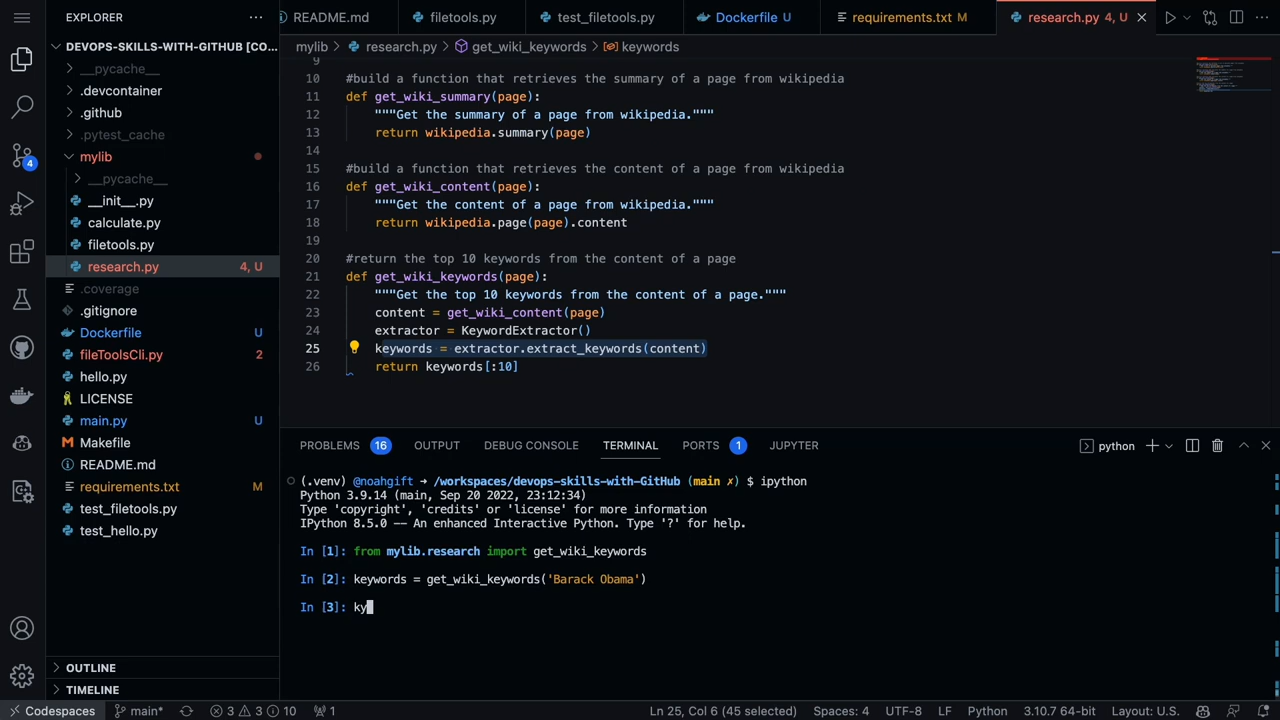 EXPLORER
README.md
filetools.py
test_filetools.py
Dockerfile U
requirements.txt M
research.py 4, U
DEVOPS-SKILLS-WITH-GITHUB [CO...
__pycache__
.devcontainer
.github
.pytest_cache
mylib
__pycache__
__init__.py
calculate.py
filetools.py
research.py 4, U
.coverage
.gitignore
Dockerfile U
fileToolsCli.py 2
hello.py
LICENSE
main.py U
Makefile
README.md
requirements.txt M
test_filetools.py
test_hello.py
OUTLINE
TIMELINE
4
mylib > research.py > get_wiki_keywords > keywords
9
10 #build a function that retrieves the summary of a page from wikipedia
11 def get_wiki_summary(page):
12 """Get the summary of a page from wikipedia."""
13 return wikipedia.summary(page)
14
15 #build a function that retrieves the content of a page from wikipedia
16 def get_wiki_content(page):
17 """Get the content of a page from wikipedia."""
18 return wikipedia.page(page).content
19
20 #return the top 10 keywords from the content of a page
21 def get_wiki_keywords(page):
22 """Get the top 10 keywords from the content of a page."""
23 content = get_wiki_content(page)
24 extractor = KeywordExtractor()
25 keywords = extractor.extract_keywords(content)
26 return keywords[:10]
PROBLEMS 16 OUTPUT DEBUG CONSOLE TERMINAL PORTS 1 JUPYTER
python
(.venv) @noahgift → /workspaces/devops-skills-with-GitHub (main ✗) $ ipython
Python 3.9.14 (main, Sep 20 2022, 23:12:34)
Type 'copyright', 'credits' or 'license' for more information
IPython 8.5.0 -- An enhanced Interactive Python. Type '?' for help.
In [1]: from mylib.research import get_wiki_keywords
In [2]: keywords = get_wiki_keywords('Barack Obama')
In [3]: ky
Codespaces main* 3 3 10 1 Ln 25, Col 6 (45 selected) Spaces: 4 UTF-8 LF Python 3.10.7 64-bit Layout: U.S.